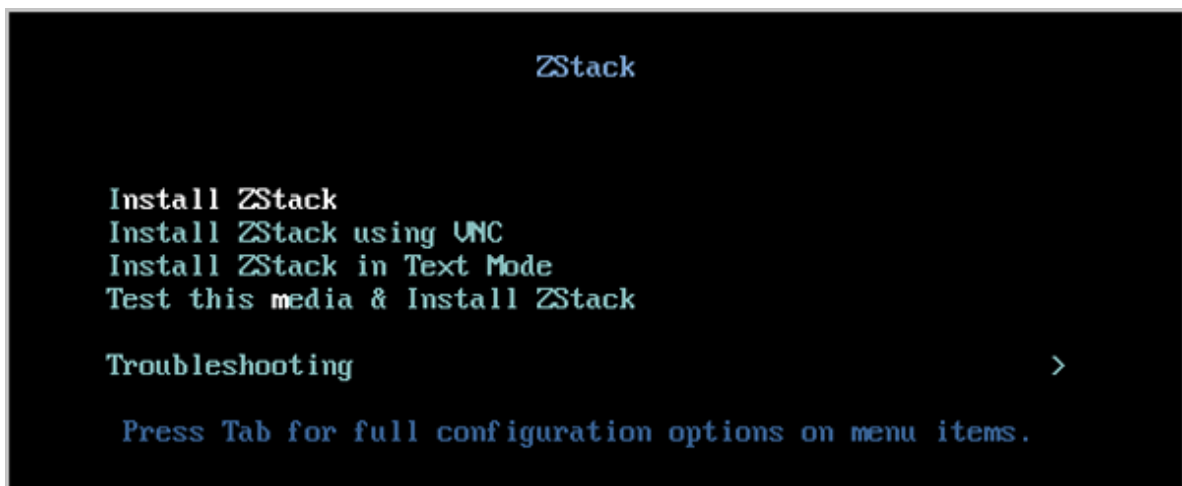 ZStack
Install ZStack
Install ZStack using VNC
Install ZStack in Text Mode
Test this media & Install ZStack
Troubleshooting >
Press Tab for full configuration options on menu items.